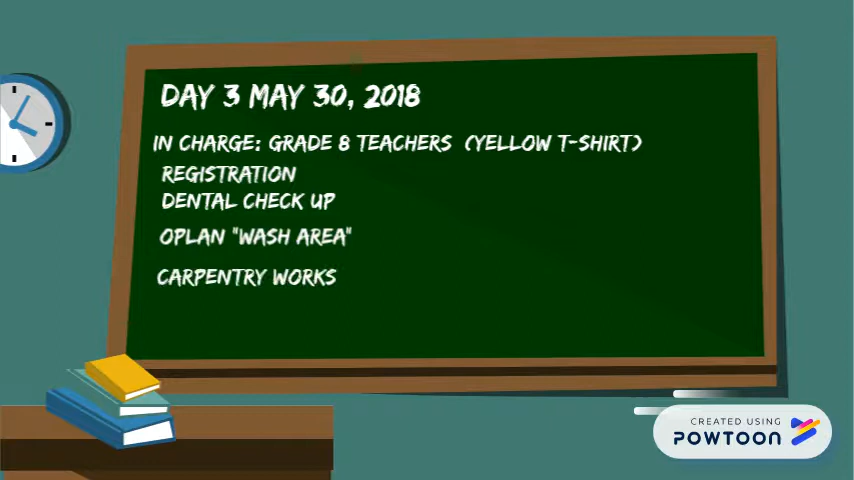 DAY 3 MAY 30, 2018
IN CHARGE: GRADE 8 TEACHERS (YELLOW T-SHIRT)
REGISTRATION
DENTAL CHECK UP
OPLAN "WASH AREA"
CARPENTRY WORKS
CREATED USING
POWTOON